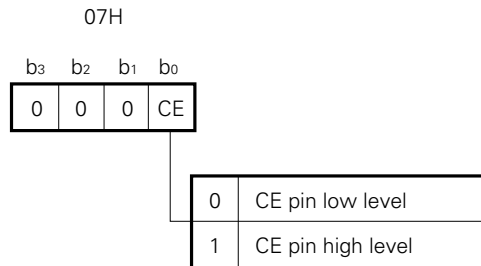 07H
b3 b2 b1 b0
0 0 0 CE
0 CE pin low level
1 CE pin high level